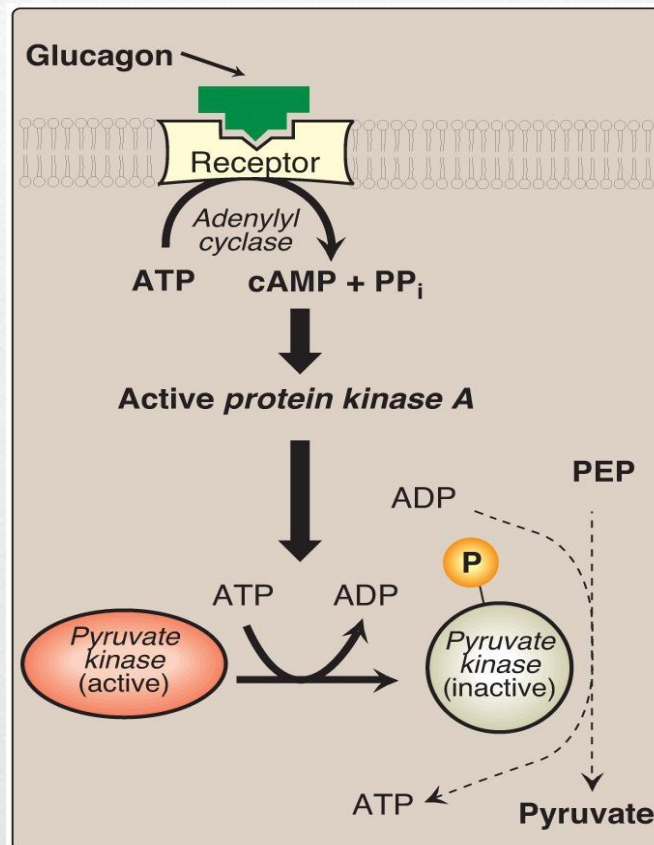 Glucagon
Receptor
Adenylyl
cyclase
ATP
cAMP + PPi
Active protein kinase A
PEP
ADP
P
ATP
ADP
Pyruvate
kinase
(active)
Pyruvate
kinase
(inactive)
ATP
Pyruvate